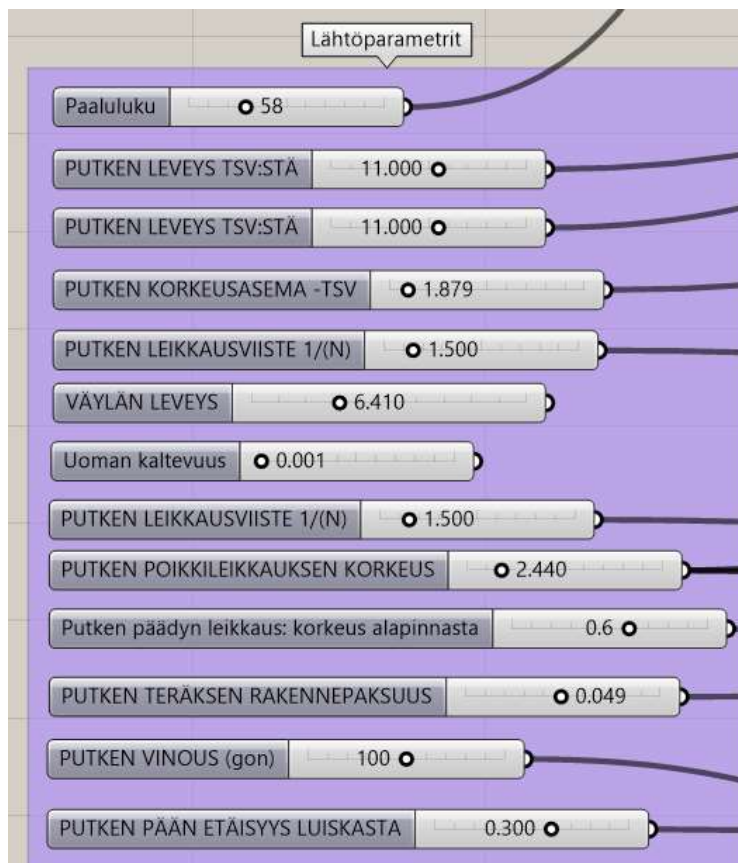 Lähtöparametrit
Paaluluku 58
PUTKEN LEVEYS TSV:STÄ 11.000
PUTKEN LEVEYS TSV:STÄ 11.000
PUTKEN KORKEUSASEMA -TSV 1.879
PUTKEN LEIKKAUSVIISTE 1/(N) 1.500
VÄYLÄN LEVEYS 6.410
Uoman kaltevuus 0.001
PUTKEN LEIKKAUSVIISTE 1/(N) 1.500
PUTKEN POIKKILEIKKAUKSEN KORKEUS 2.440
Putken päädyn leikkaus: korkeus alapinnasta 0.6
PUTKEN TERÄKSEN RAKENNEPAKSUUS 0.049
PUTKEN VINOUS (gon) 100
PUTKEN PÄÄN ETÄISYYS LUISKASTA 0.300